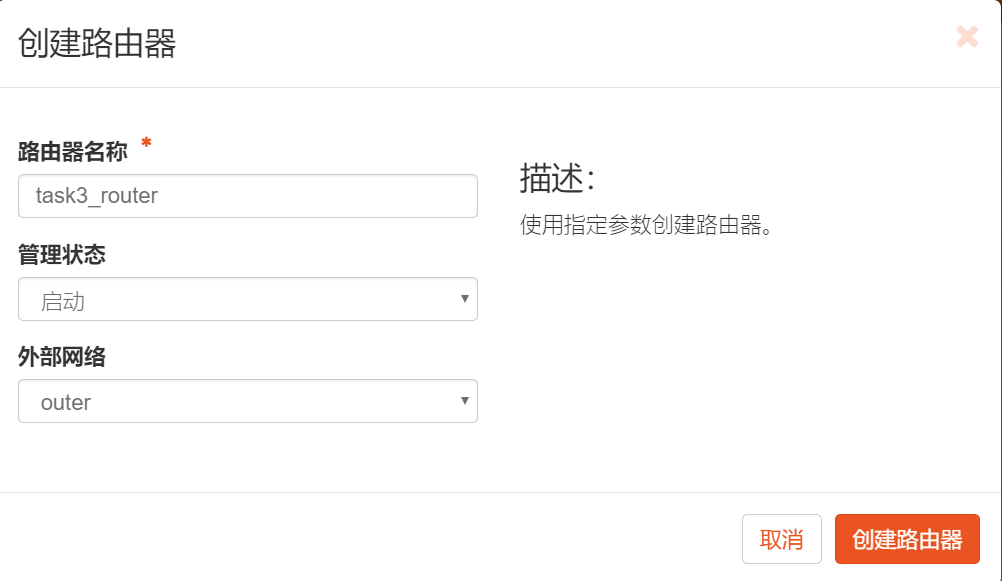 创建路由器
路由器名称 *
task3_router
管理状态
启动
外部网络
outer
描述：
使用指定参数创建路由器。
取消
创建路由器